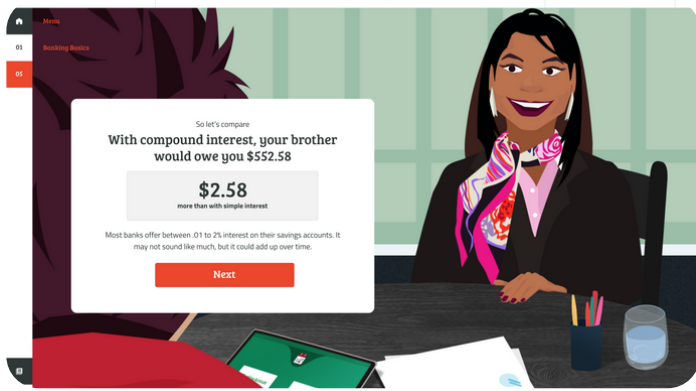 Menu
01
Banking Basics
05
So let's compare
With compound interest, your brother
would owe you $552.58
$2.58
more than with simple interest
Most banks offer between .01 to 2% interest on their savings accounts. It
may not sound like much, but it could add up over time.
Next